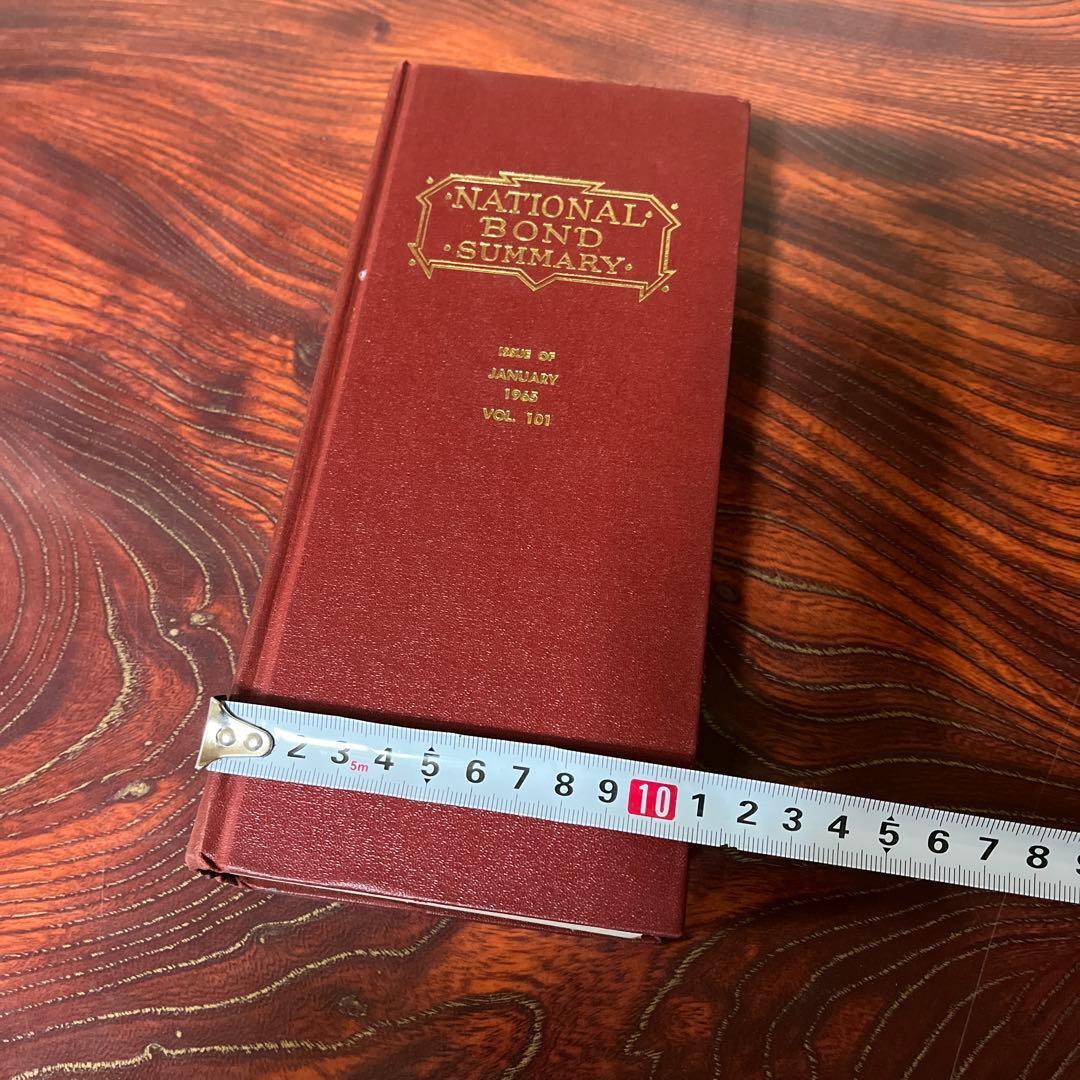 ·NATIONAL·
BOND
·SUMMARY·
ISSUE OF
JANUARY
1965
VOL. 101
2 3 4 5 6 7 8 9 10 1 2 3 4 5 6 7 8 9
5m